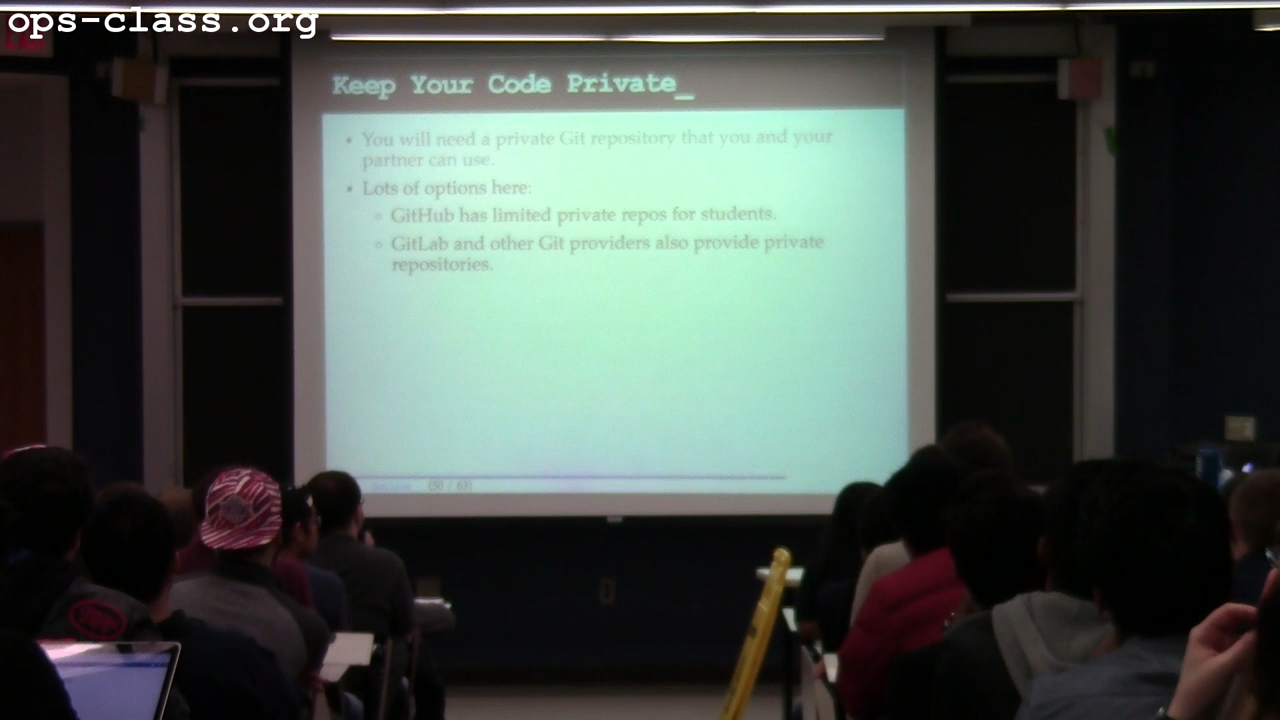 ops-class.org
Keep Your Code Private_
• You will need a private Git repository that you and your
partner can use.
• Lots of options here:
◦ GitHub has limited private repos for students.
◦ GitLab and other Git providers also provide private
repositories.
(50 / 63)